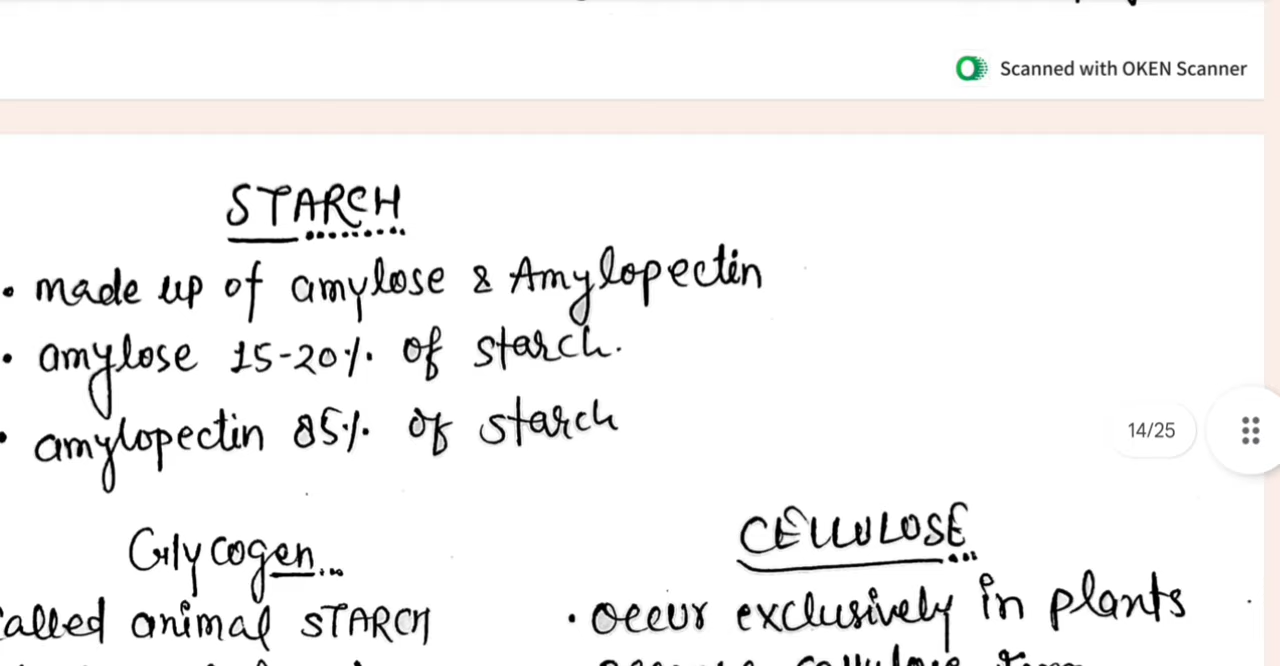 Scanned with OKEN Scanner
STARCH
• made up of amylose & Amylopectin
• amylose 15-20% of starch.
• amylopectin 85% of starch
14/25
Glycogen
CELLULOSE
called animal STARCH
• occur exclusively in plants
cellulose